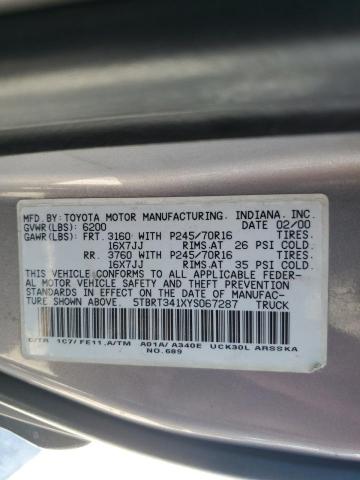 MFD.BY: TOYOTA MOTOR MANUFACTURING, INDIANA, INC.
GVWR(LBS): 6200 DATE 02/00
GAWR(LBS): FRT. 3160 WITH P245/70R16 TIRES.
16X7JJ RIMS.AT 26 PSI COLD.
RR. 3760 WITH P245/70R16 TIRES.
16X7JJ RIMS.AT 35 PSI COLD.
THIS VEHICLE CONFORMS TO ALL APPLICABLE FEDERAL
MOTOR VEHICLE SAFETY AND THEFT PREVENTION
STANDARDS IN EFFECT ON THE DATE OF MANUFAC-
TURE SHOWN ABOVE. 5TBRT341XYS067287 TRUCK
C/TR 1C7/FE11,A/TM A01A/A340E UCK30L ARSSKA
NO.689